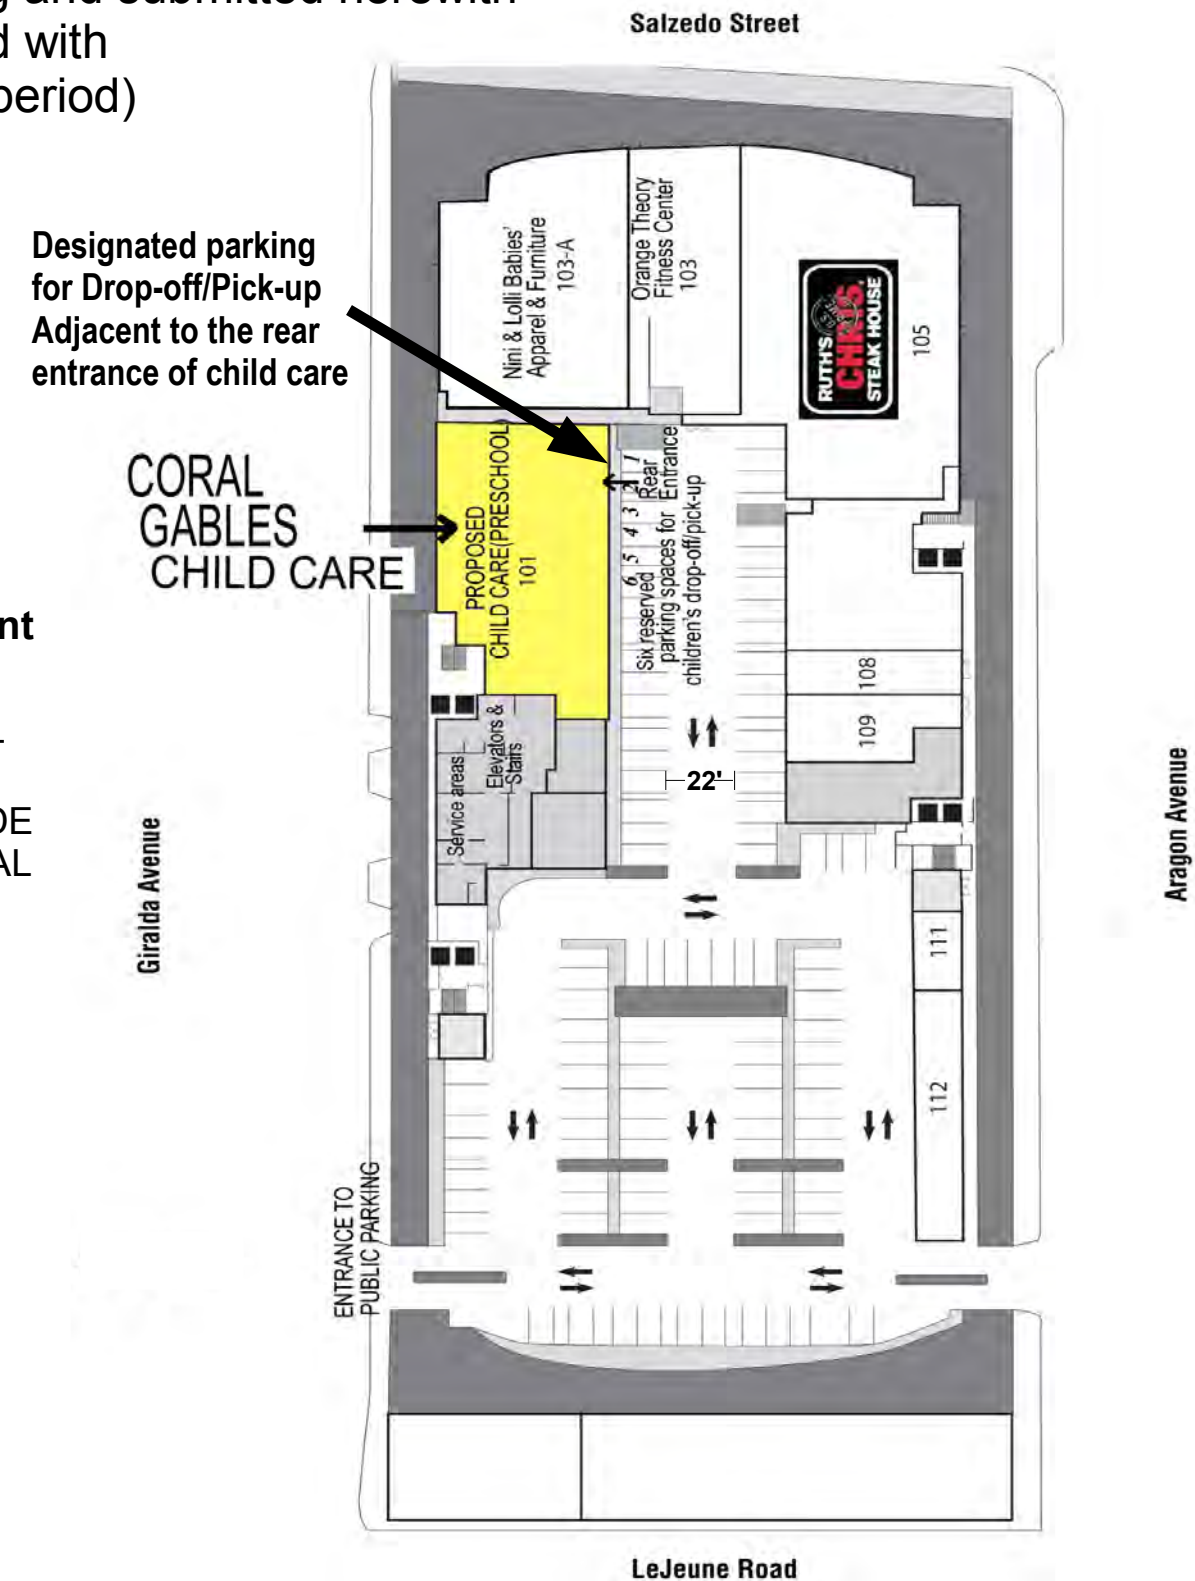 g and submitted herewith
d with
period)
Salzedo Street
Designated parking
for Drop-off/Pick-up
Adjacent to the rear
entrance of child care
Nini & Lolli Babies'
Apparel & Furniture
103-A
Orange Theory
Fitness Center
103
RUTH'S
CHRIS
STEAK HOUSE
105
CORAL
GABLES
CHILD CARE
PROPOSED
CHILD CARE(PRESCHOOL)
101
1
2
3
4
5
6
Rear
Entrance
Six reserved
parking spaces for
children's drop-off/pick-up
nt
108
109
22'
Elevators &
Stairs
Service areas
DE
AL
Giralda Avenue
Aragon Avenue
111
112
ENTRANCE TO
PUBLIC PARKING
LeJeune Road